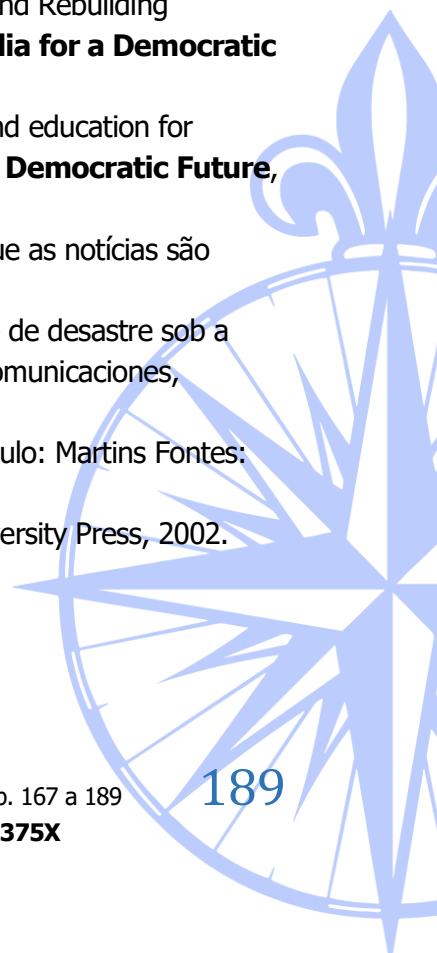 nd Rebuilding
dia for a Democratic
nd education for
Democratic Future,
ue as notícias são
de desastre sob a
omunicaciones,
ulo: Martins Fontes:
ersity Press, 2002.
p. 167 a 189
189
375X